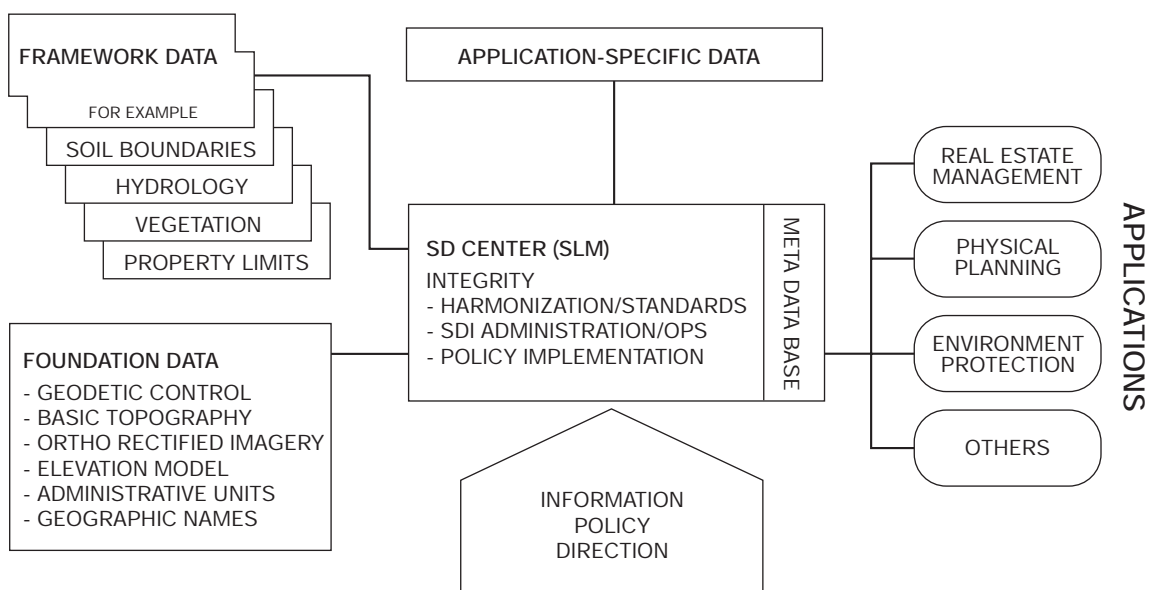 FRAMEWORK DATA
FOR EXAMPLE
SOIL BOUNDARIES
HYDROLOGY
VEGETATION
PROPERTY LIMITS
FOUNDATION DATA
- GEODETIC CONTROL
- BASIC TOPOGRAPHY
- ORTHO RECTIFIED IMAGERY
- ELEVATION MODEL
- ADMINISTRATIVE UNITS
- GEOGRAPHIC NAMES
APPLICATION-SPECIFIC DATA
SD CENTER (SLM)
INTEGRITY
- HARMONIZATION/STANDARDS
- SDI ADMINISTRATION/OPS
- POLICY IMPLEMENTATION
META DATA BASE
INFORMATION
POLICY
DIRECTION
REAL ESTATE
MANAGEMENT
PHYSICAL
PLANNING
ENVIRONMENT
PROTECTION
OTHERS
APPLICATIONS